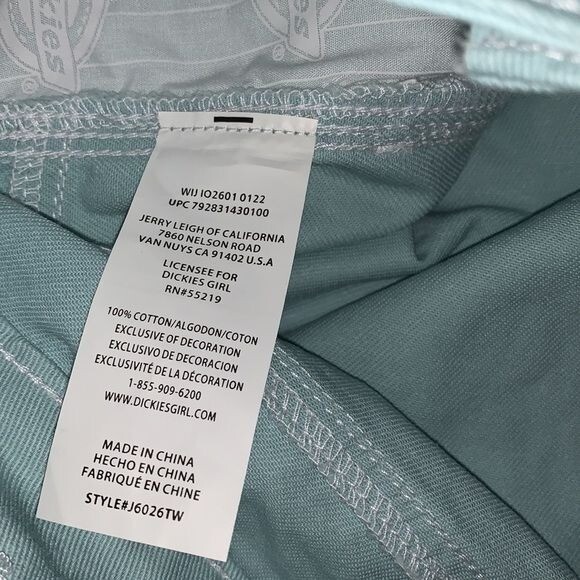 Dickies
®
WIJ IO2601 0122
UPC 792831430100
JERRY LEIGH OF CALIFORNIA
7860 NELSON ROAD
VAN NUYS CA 91402 U.S.A
LICENSEE FOR
DICKIES GIRL
RN#55219
100% COTTON/ALGODON/COTON
EXCLUSIVE OF DECORATION
EXCLUSIVO DE DECORACION
EXCLUSIVITÉ DE LA DÉCORATION
1-855-909-6200
WWW.DICKIESGIRL.COM
MADE IN CHINA
HECHO EN CHINA
FABRIQUÉ EN CHINE
STYLE#J6026TW